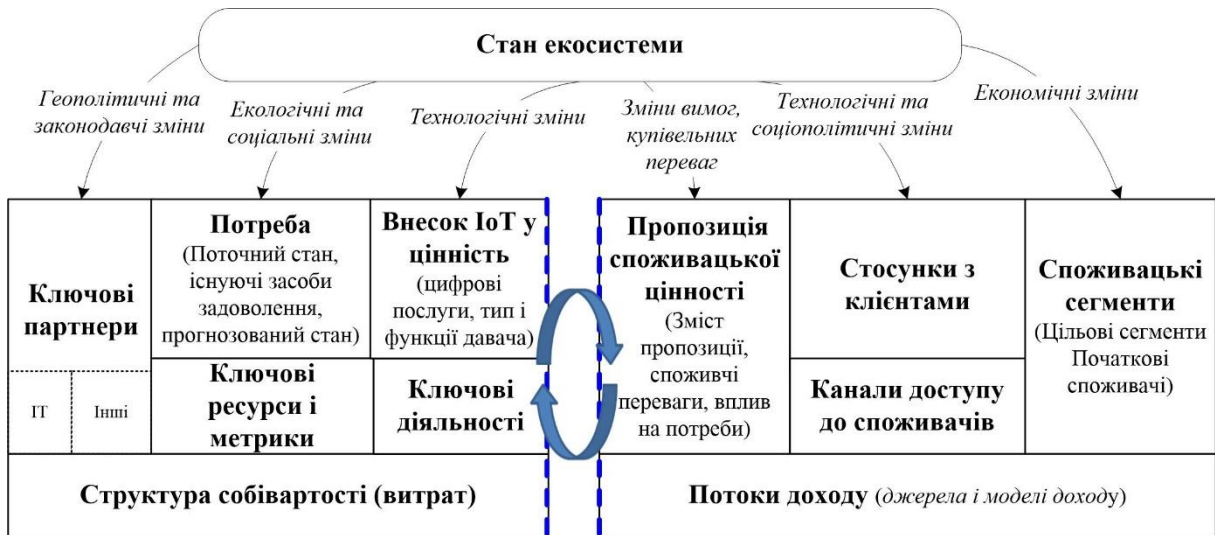 Стан екосистеми
Геополітичні та
законодавчі зміни
Екологічні та
соціальні зміни
Технологічні зміни
Зміни вимог,
купівельних
переваг
Технологічні та
соціополітичні зміни
Економічні зміни
Ключові
партнери
ІТ
Інші
Потреба
(Поточний стан,
існуючі засоби
задоволення,
прогнозований стан)
Ключові
ресурси і
метрики
Внесок ІоТ у
цінність
(цифрові
послуги, тип і
функції давача)
Ключові
діяльності
Пропозиція
споживацької
цінності
(Зміст
пропозиції,
споживчі
переваги, вплив
на потреби)
Стосунки з
клієнтами
Канали доступу
до споживачів
Споживацькі
сегменти
(Цільові сегменти
Початкові
споживачі)
Структура собівартості (витрат)
Потоки доходу (джерела і моделі доходу)